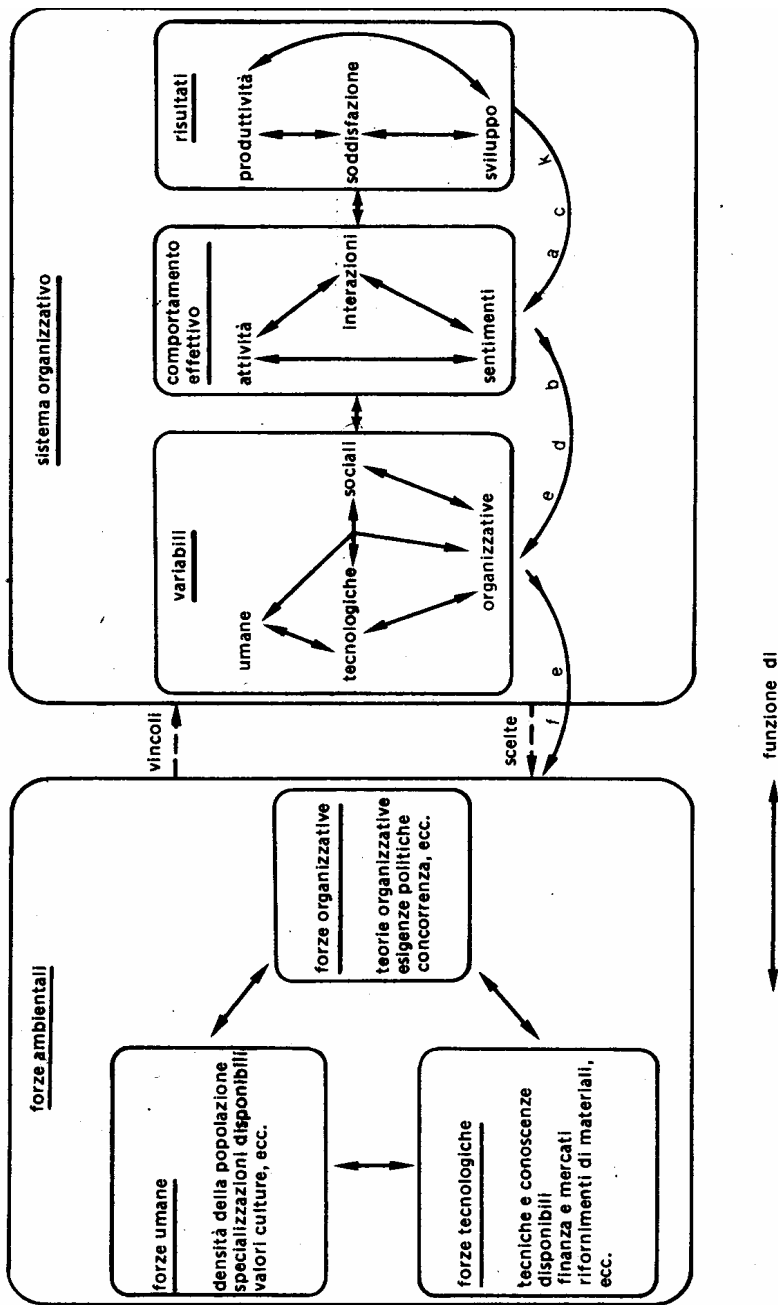 forze ambientali
forze umane
densità della popolazione
specializzazioni disponibili
valori culture, ecc.
forze organizzative
teorie organizzative
esigenze politiche
concorrenza, ecc.
forze tecnologiche
tecniche e conoscenze
disponibili
finanza e mercati
rifornimenti di materiali,
ecc.
vincoli
scelte
sistema organizzativo
variabili
umane
tecnologiche
sociali
organizzative
comportamento
effettivo
attività
interazioni
sentimenti
risultati
produttività
soddisfazione
sviluppo
f e e d b a c k
funzione di